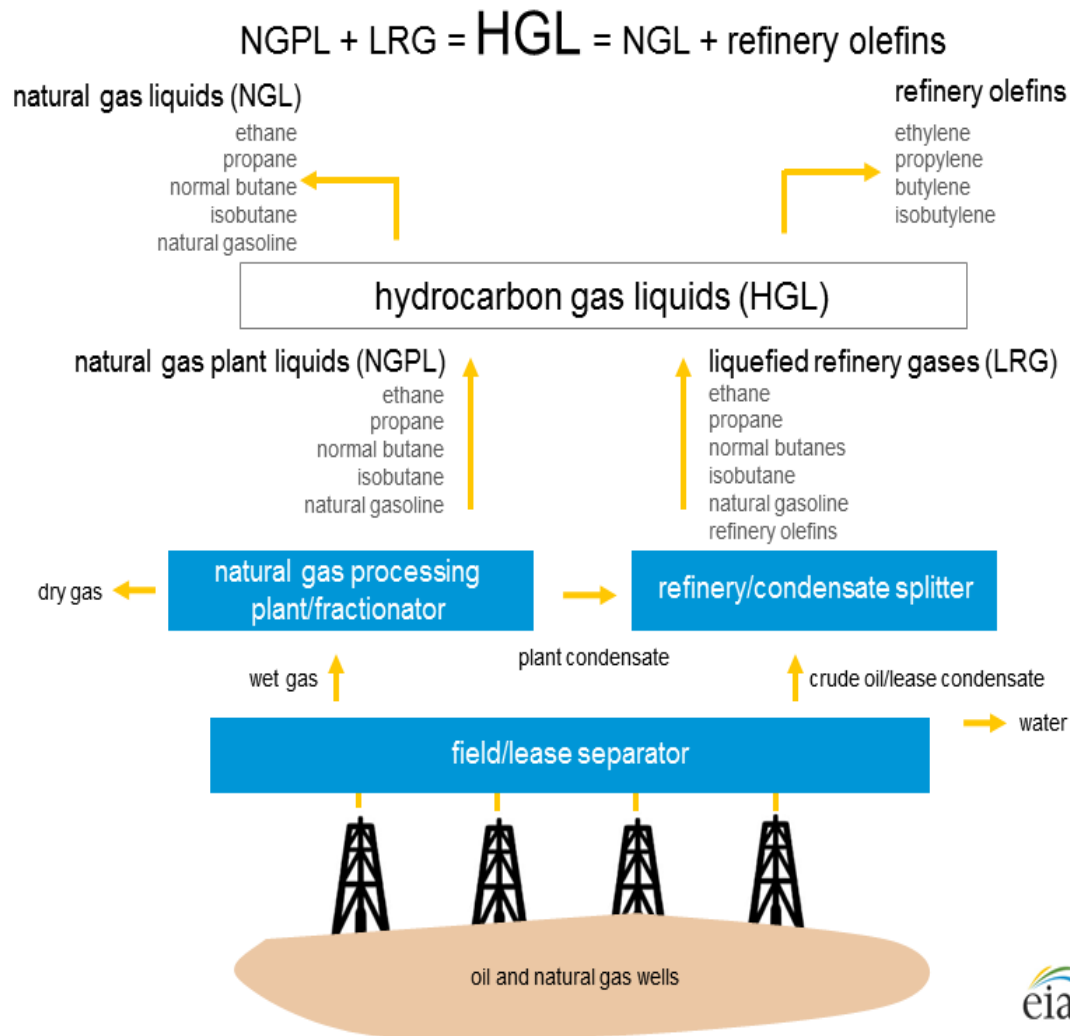 NGPL + LRG = HGL = NGL + refinery olefins
natural gas liquids (NGL)
ethane
propane
normal butane
isobutane
natural gasoline
refinery olefins
ethylene
propylene
butylene
isobutylene
hydrocarbon gas liquids (HGL)
natural gas plant liquids (NGPL)
ethane
propane
normal butane
isobutane
natural gasoline
liquefied refinery gases (LRG)
ethane
propane
normal butanes
isobutane
natural gasoline
refinery olefins
dry gas
natural gas processing
plant/fractionator
refinery/condensate splitter
plant condensate
wet gas
crude oil/lease condensate
water
field/lease separator
oil and natural gas wells
eia